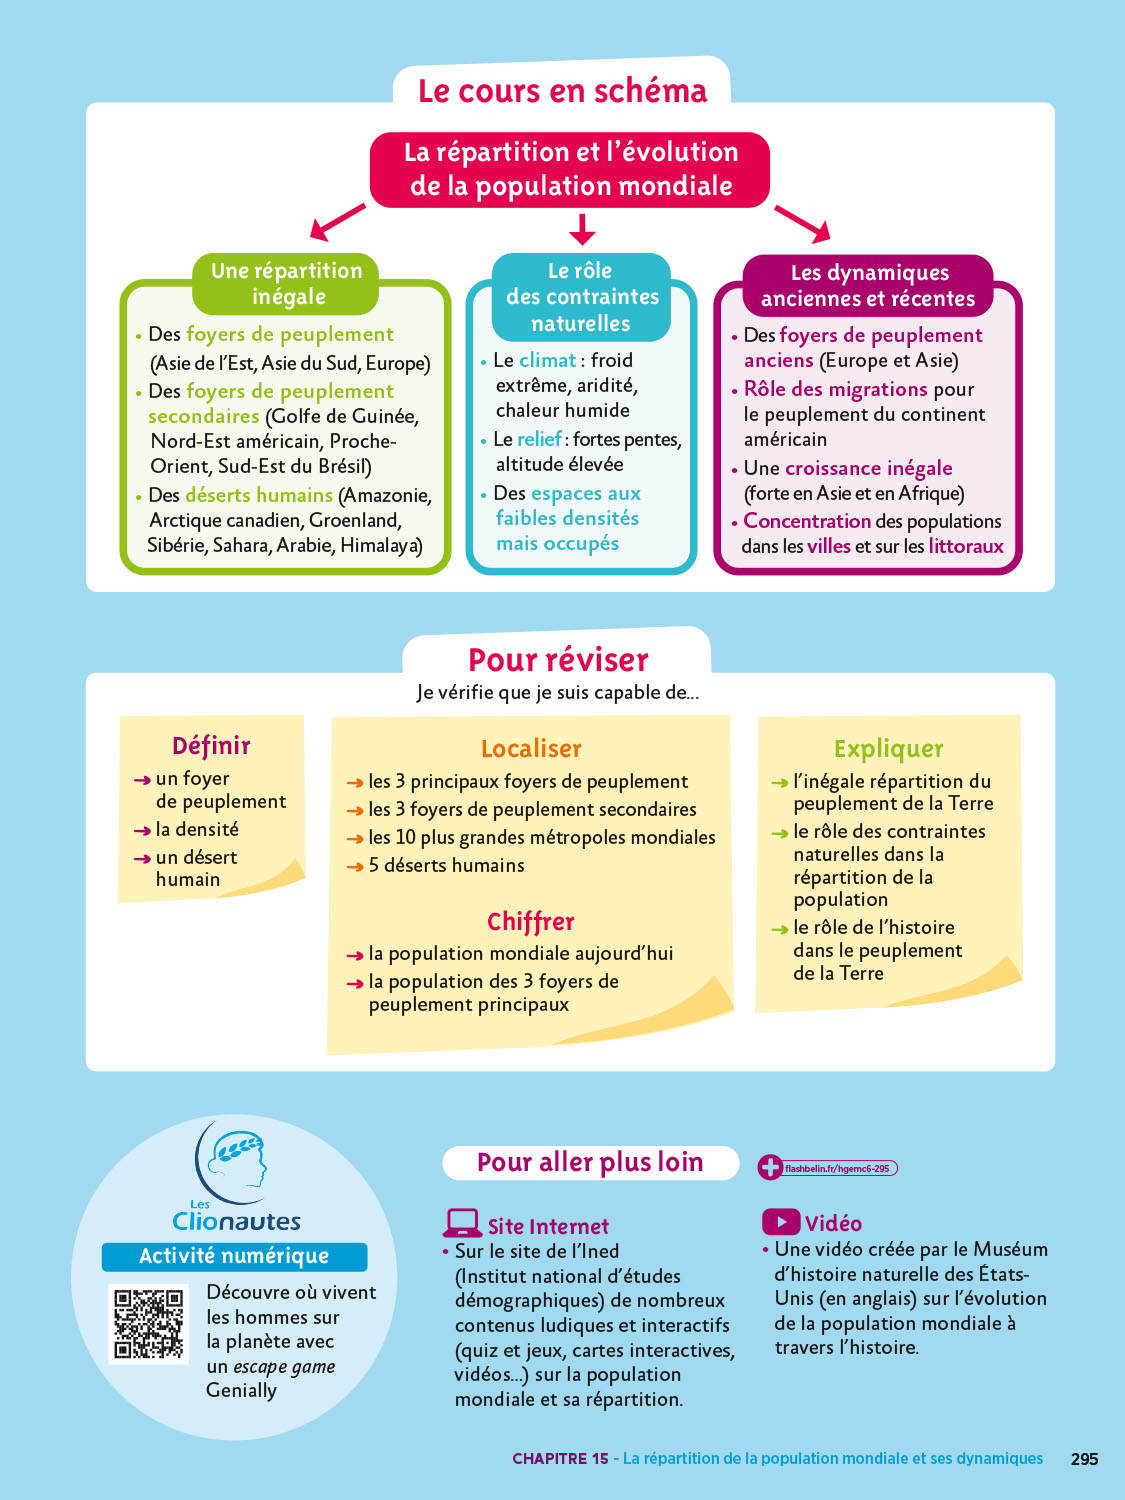 Le cours en schéma
La répartition et l'évolution
de la population mondiale
Une répartition
inégale
• Des foyers de peuplement
(Asie de l'Est, Asie du Sud, Europe)
• Des foyers de peuplement
secondaires (Golfe de Guinée,
Nord-Est américain, Proche-
Orient, Sud-Est du Brésil)
• Des déserts humains (Amazonie,
Arctique canadien, Groenland,
Sibérie, Sahara, Arabie, Himalaya)
Le rôle
des contraintes
naturelles
• Le climat : froid
extrême, aridité,
chaleur humide
• Le relief : fortes pentes,
altitude élevée
• Des espaces aux
faibles densités
mais occupés
Les dynamiques
anciennes et récentes
• Des foyers de peuplement
anciens (Europe et Asie)
• Rôle des migrations pour
le peuplement du continent
américain
• Une croissance inégale
(forte en Asie et en Afrique)
• Concentration des populations
dans les villes et sur les littoraux
Pour réviser
Je vérifie que je suis capable de...
Définir
→ un foyer
de peuplement
→ la densité
→ un désert
humain
Localiser
→ les 3 principaux foyers de peuplement
→ les 3 foyers de peuplement secondaires
→ les 10 plus grandes métropoles mondiales
→ 5 déserts humains
Chiffrer
→ la population mondiale aujourd'hui
→ la population des 3 foyers de
peuplement principaux
Expliquer
→ l'inégale répartition du
peuplement de la Terre
→ le rôle des contraintes
naturelles dans la
répartition de la
population
→ le rôle de l'histoire
dans le peuplement
de la Terre
Les
Clionautes
Activité numérique
Découvre où vivent
les hommes sur
la planète avec
un escape game
Genially
Pour aller plus loin
flashbelin.fr/hgemc6-295
Site Internet
• Sur le site de l'Ined
(Institut national d'études
démographiques) de nombreux
contenus ludiques et interactifs
(quiz et jeux, cartes interactives,
vidéos...) sur la population
mondiale et sa répartition.
Vidéo
• Une vidéo créée par le Muséum
d'histoire naturelle des États-
Unis (en anglais) sur l'évolution
de la population mondiale à
travers l'histoire.
CHAPITRE 15 - La répartition de la population mondiale et ses dynamiques 295